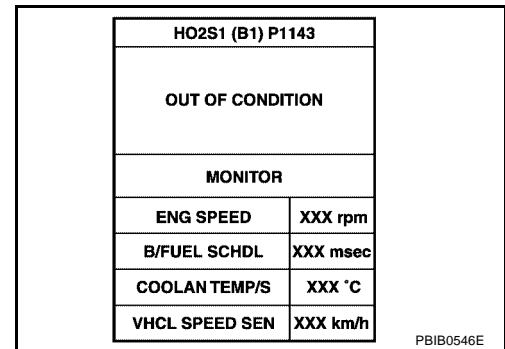 HO2S1 (B1) P1143
OUT OF CONDITION
MONITOR
ENG SPEED XXX rpm
B/FUEL SCHDL XXX msec
COOLAN TEMP/S XXX °C
VHCL SPEED SEN XXX km/h
PBIB0546E